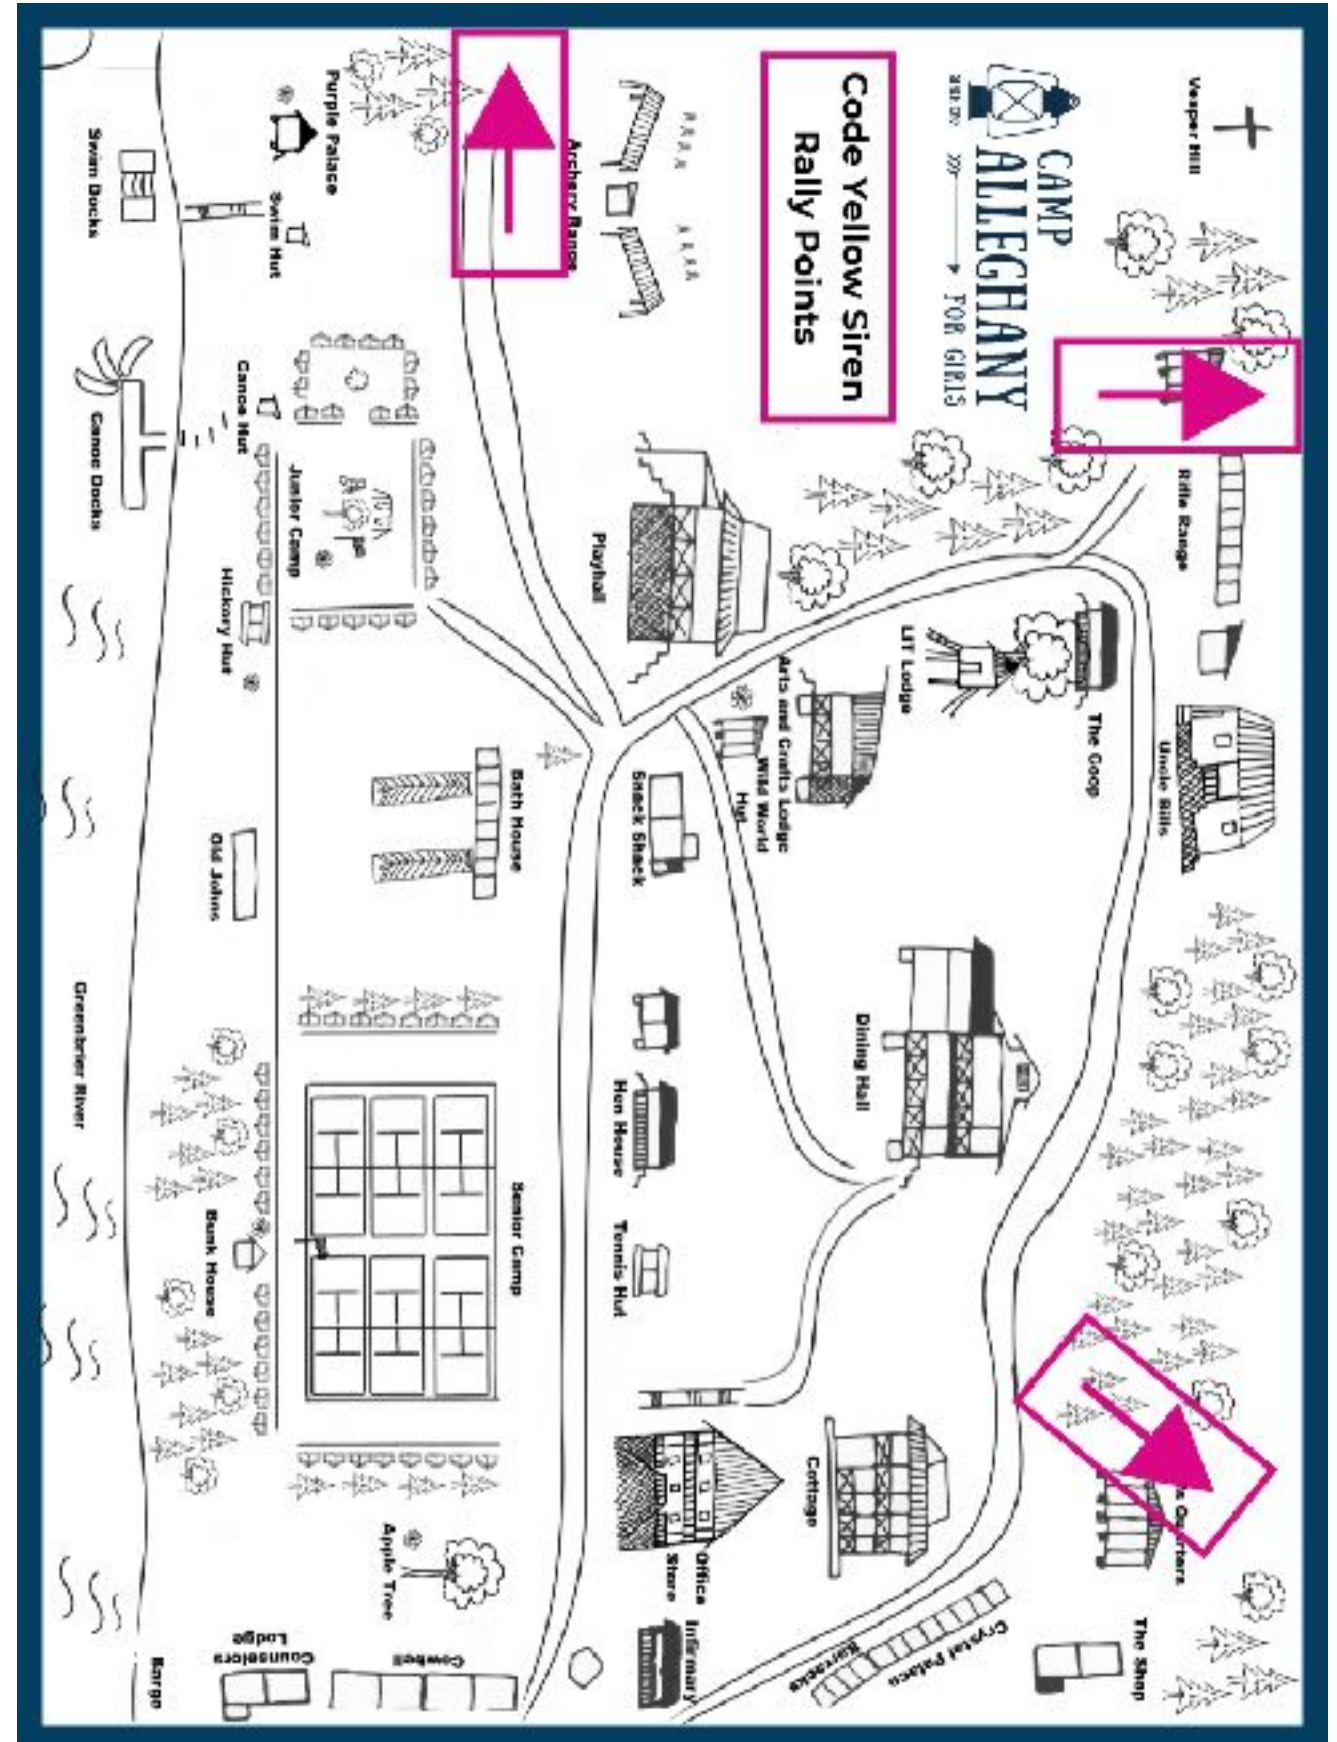 Vesper Hill
CAMP
ALLEGHANY
FOR GIRLS
Code Yellow Siren
Rally Points
Archery Range
Purple Palace
Swim Hut
Swim Docks
Rifle Range
Playhall
Canoe Hut
Junior Camp
Canoe Docks
Hickory Hut
LIT Lodge
The Coop
Uncle Bills
Arts and Crafts Lodge
Wild World
Hut
Snack Shack
Bath House
Old Johns
Dining Hall
Greenbrier River
Hen House
Senior Camp
Tennis Hut
Bunk House
Quarters
Cottage
Office
Store
Apple Tree
The Shop
Crystal Palace
Barracks
Infirmary
Cowbell
Counselors
Lodge
Barge